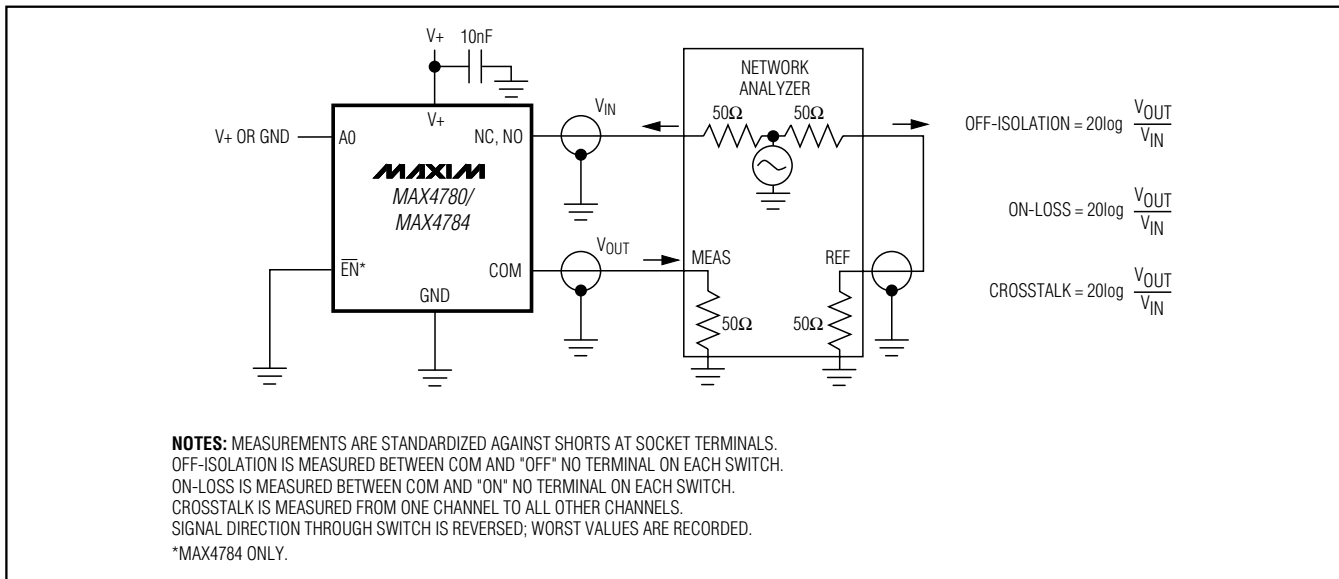 V+ 10nF
V+
V+ OR GND
A0
NC, NO
MAXIM
MAX4780/
MAX4784
EN*
COM
GND
VIN
VOUT
NETWORK
ANALYZER
50Ω 50Ω
MEAS
REF
50Ω
50Ω
OFF-ISOLATION = 20log VOUT
VIN
ON-LOSS = 20log VOUT
VIN
CROSSTALK = 20log VOUT
VIN
NOTES: MEASUREMENTS ARE STANDARDIZED AGAINST SHORTS AT SOCKET TERMINALS.
OFF-ISOLATION IS MEASURED BETWEEN COM AND "OFF" NO TERMINAL ON EACH SWITCH.
ON-LOSS IS MEASURED BETWEEN COM AND "ON" NO TERMINAL ON EACH SWITCH.
CROSSTALK IS MEASURED FROM ONE CHANNEL TO ALL OTHER CHANNELS.
SIGNAL DIRECTION THROUGH SWITCH IS REVERSED; WORST VALUES ARE RECORDED.
*MAX4784 ONLY.